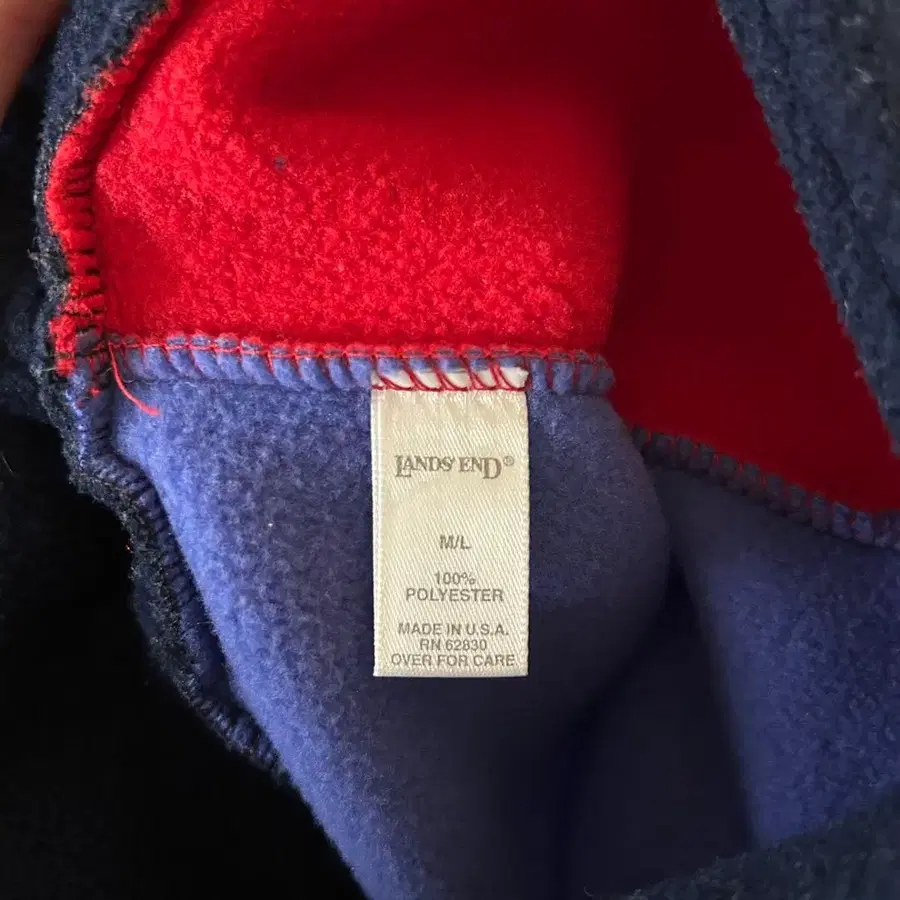 LANDS' END®
M/L
100%
POLYESTER
MADE IN U.S.A.
RN 62830
OVER FOR CARE